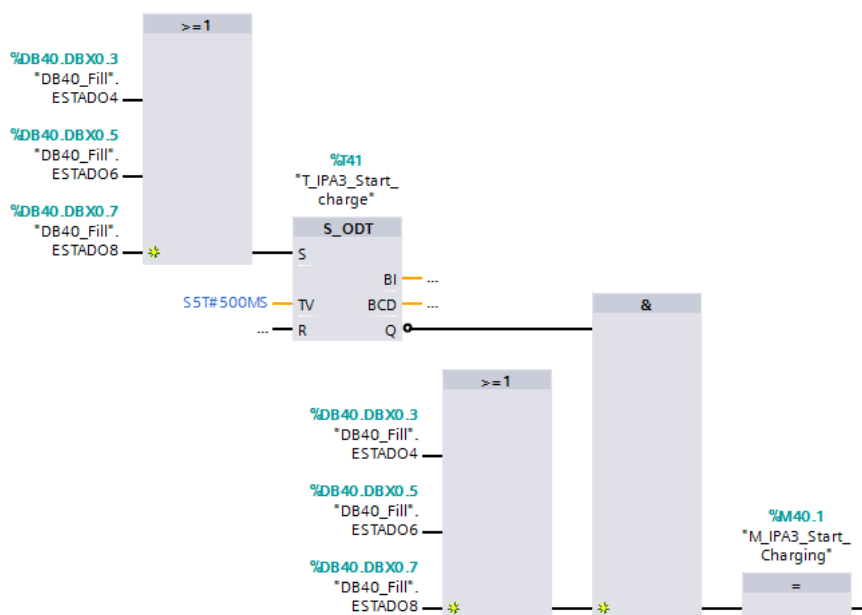 >=1
%DB40.DBX0.3
"DB40_Fill".
ESTADO4
%DB40.DBX0.5
"DB40_Fill".
ESTADO6
%DB40.DBX0.7
"DB40_Fill".
ESTADO8
%T41
"T_IPA3_Start_
charge"
S_ODT
S
BI ...
S5T#500MS TV BCD ...
... R Q
&
>=1
%DB40.DBX0.3
"DB40_Fill".
ESTADO4
%DB40.DBX0.5
"DB40_Fill".
ESTADO6
%DB40.DBX0.7
"DB40_Fill".
ESTADO8
%M40.1
"M_IPA3_Start_
Charging"
=